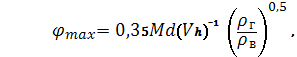 φmax = 0,35Md(Vh)⁻¹ (ρГ/ρВ)^0,5 ,